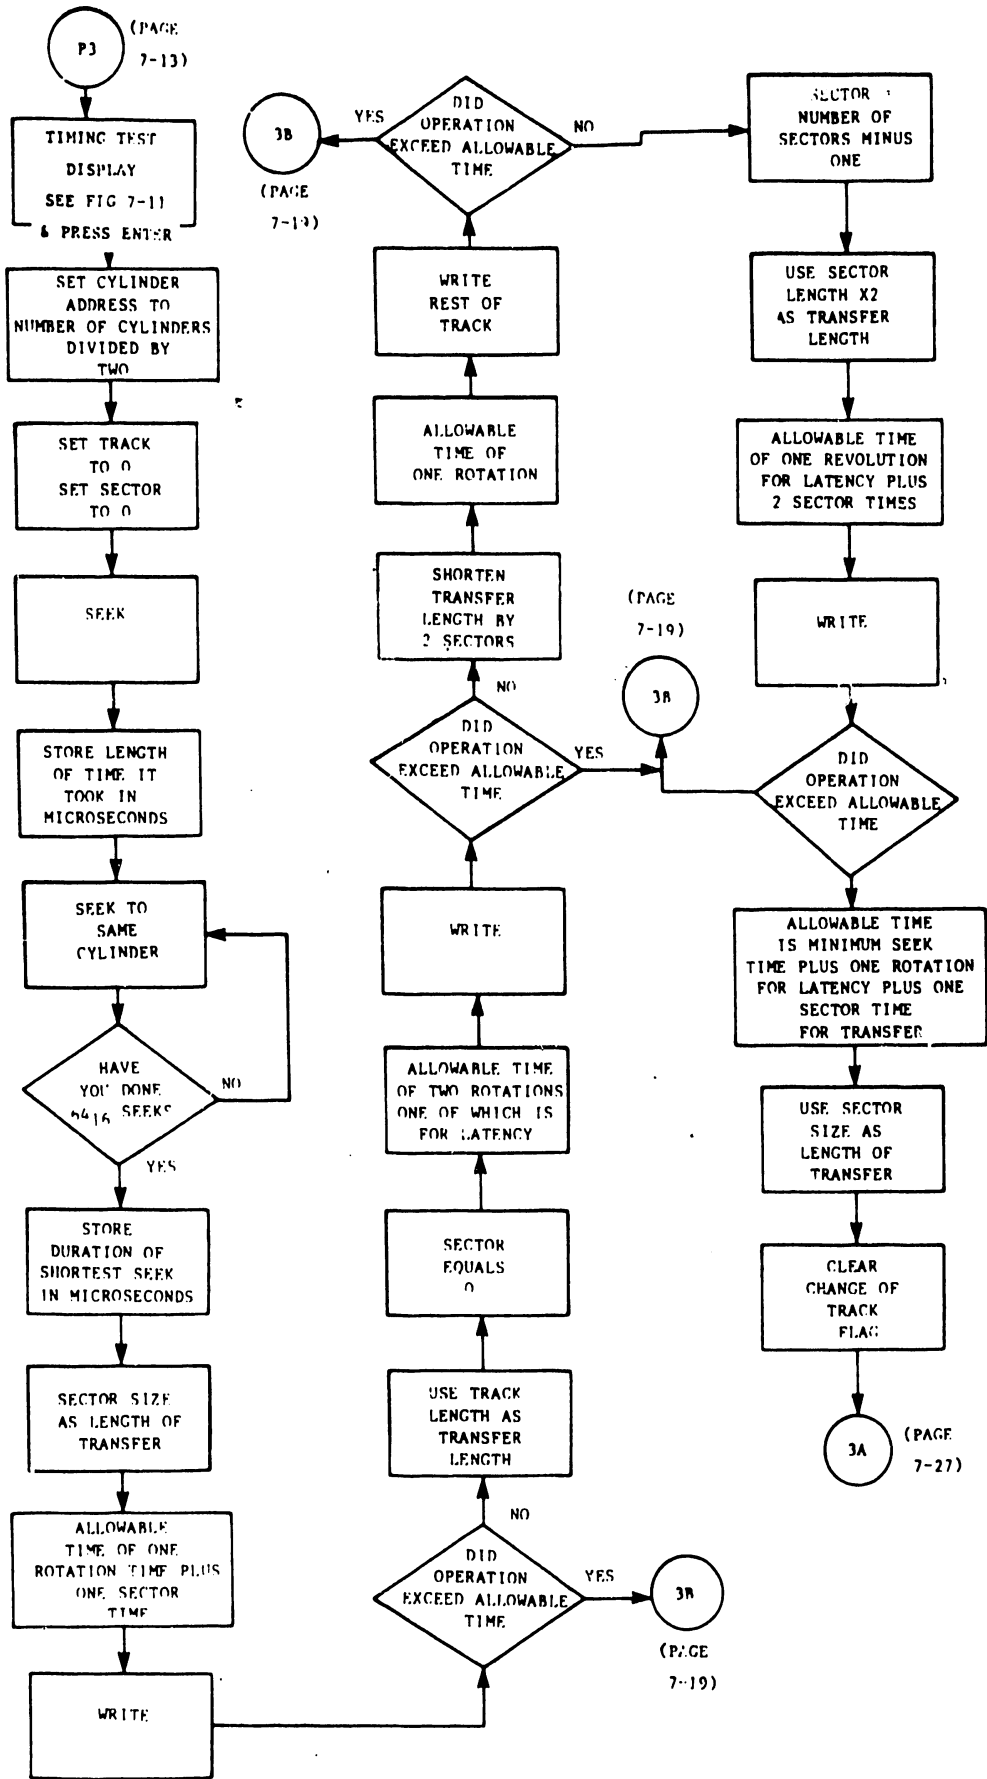 P3
(PAGE
7-13)
TIMING TEST
DISPLAY
SEE FIG 7-11
& PRESS ENTER
SET CYLINDER
ADDRESS TO
NUMBER OF CYLINDERS
DIVIDED BY
TWO
SET TRACK
TO 0
SET SECTOR
TO 0
SEEK
STORE LENGTH
OF TIME IT
TOOK IN
MICROSECONDS
SEEK TO
SAME
CYLINDER
HAVE
YOU DONE
SEEKS
NO
YES
STORE
DURATION OF
SHORTEST SEEK
IN MICROSECONDS
SECTOR SIZE
AS LENGTH OF
TRANSFER
ALLOWABLE
TIME OF ONE
ROTATION TIME PLUS
ONE SECTOR
TIME
WRITE
DID
OPERATION
EXCEED ALLOWABLE
TIME
YES
3B
(PAGE
7-19)
NO
USE TRACK
LENGTH AS
TRANSFER
LENGTH
SECTOR
EQUALS
0
ALLOWABLE TIME
OF TWO ROTATIONS
ONE OF WHICH IS
FOR LATENCY
WRITE
DID
OPERATION
EXCEED ALLOWABLE
TIME
YES
3B
(PAGE
7-19)
NO
SHORTEN
TRANSFER
LENGTH BY
2 SECTORS
ALLOWABLE
TIME OF
ONE ROTATION
WRITE
REST OF
TRACK
DID
OPERATION
EXCEED ALLOWABLE
TIME
YES
3B
(PAGE
7-19)
NO
SECTOR
NUMBER OF
SECTORS MINUS
ONE
USE SECTOR
LENGTH X2
AS TRANSFER
LENGTH
ALLOWABLE TIME
OF ONE REVOLUTION
FOR LATENCY PLUS
2 SECTOR TIMES
WRITE
DID
OPERATION
EXCEED ALLOWABLE
TIME
ALLOWABLE TIME
IS MINIMUM SEEK
TIME PLUS ONE ROTATION
FOR LATENCY PLUS ONE
SECTOR TIME
FOR TRANSFER
USE SECTOR
SIZE AS
LENGTH OF
TRANSFER
CLEAR
CHANGE OF
TRACK
FLAG
3A
(PAGE
7-27)